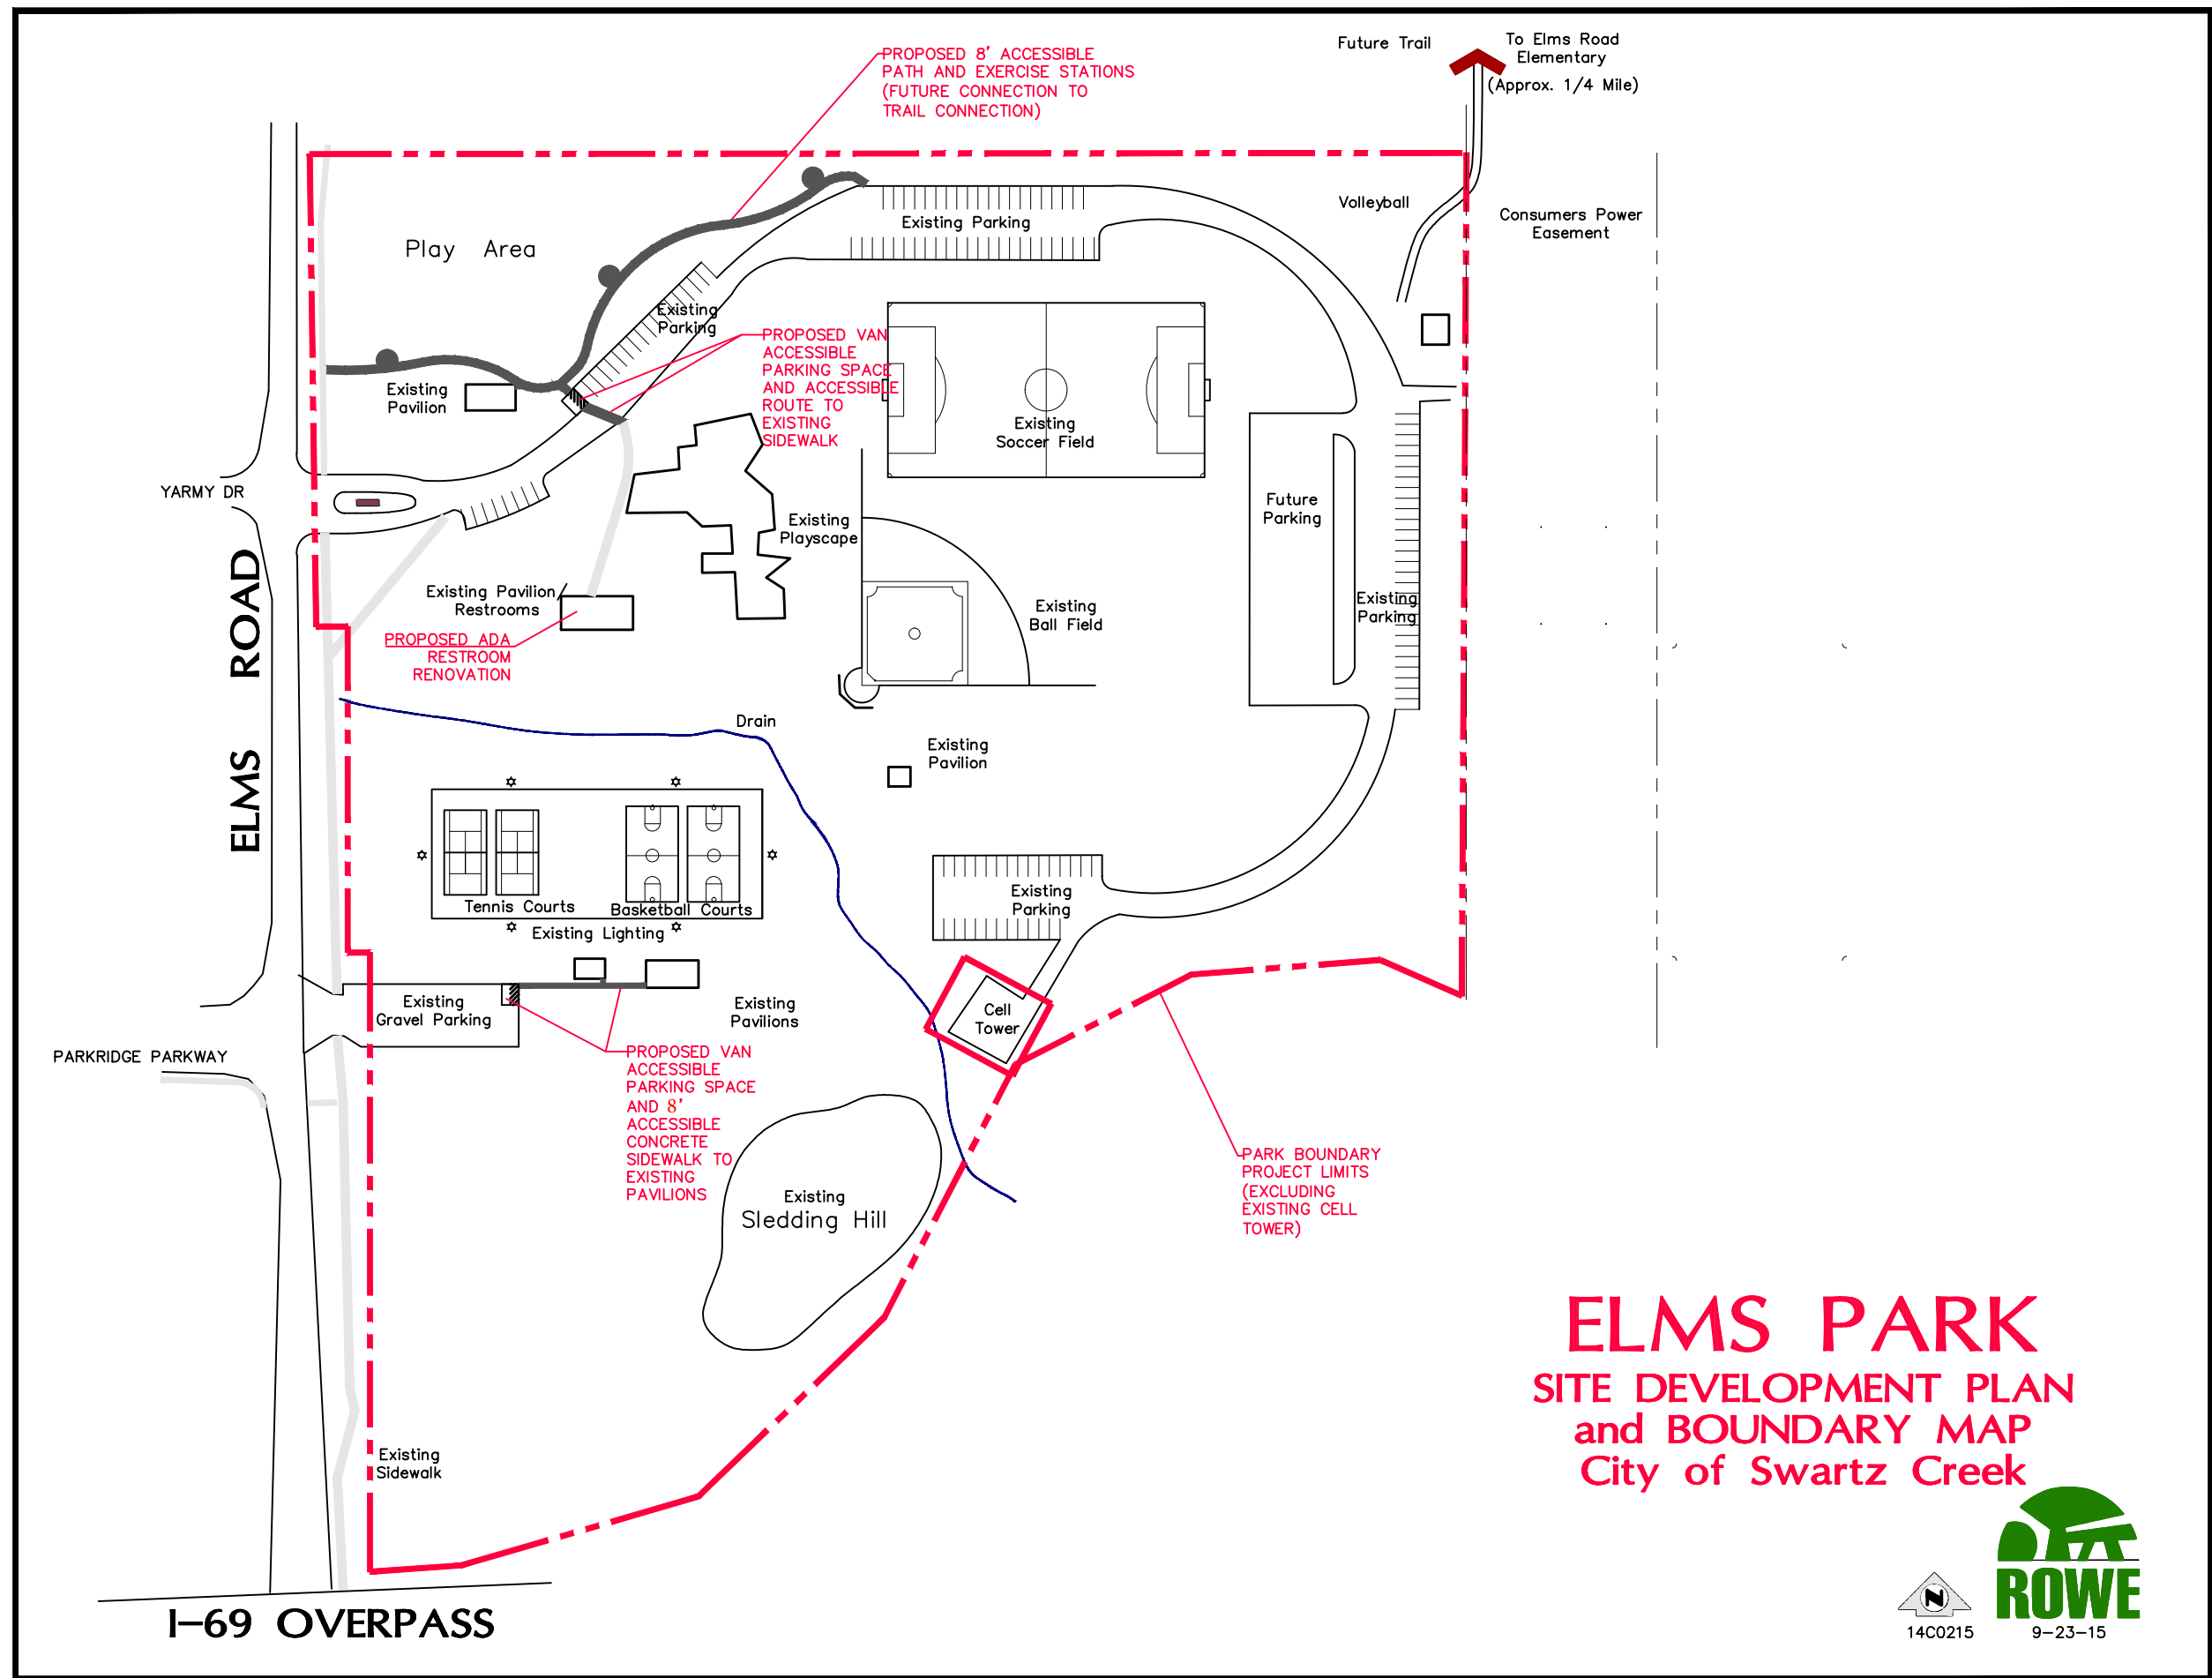 PROPOSED 8' ACCESSIBLE
PATH AND EXERCISE STATIONS
(FUTURE CONNECTION TO
TRAIL CONNECTION)
Future Trail
To Elms Road
Elementary
(Approx. 1/4 Mile)
Volleyball
Consumers Power
Easement
Existing Parking
Play Area
Existing
Parking
PROPOSED VAN
ACCESSIBLE
PARKING SPACE
AND ACCESSIBLE
ROUTE TO
EXISTING
SIDEWALK
Existing
Pavilion
Existing
Soccer Field
YARMY DR
Future
Parking
Existing
Playscape
ELMS ROAD
Existing Pavilion/
Restrooms
PROPOSED ADA
RESTROOM
RENOVATION
Existing
Ball Field
Existing
Parking
Drain
Existing
Pavilion
Tennis Courts
Basketball Courts
Existing Lighting
Existing
Parking
Existing
Gravel Parking
Existing
Pavilions
Cell
Tower
PARKRIDGE PARKWAY
PROPOSED VAN
ACCESSIBLE
PARKING SPACE
AND 8'
ACCESSIBLE
CONCRETE
SIDEWALK TO
EXISTING
PAVILIONS
PARK BOUNDARY
PROJECT LIMITS
(EXCLUDING
EXISTING CELL
TOWER)
Existing
Sledding Hill
Existing
Sidewalk
ELMS PARK
SITE DEVELOPMENT PLAN
and BOUNDARY MAP
City of Swartz Creek
I-69 OVERPASS
N
ROWE
14C0215
9-23-15